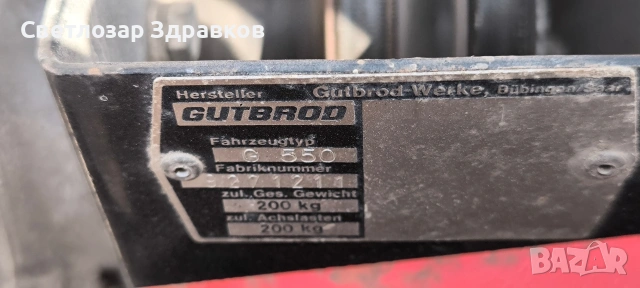 Светлозар Здравков
Hersteller Gutbrod-Werke, Bübingen/Saar
GUTBROD
Fahrzeugtyp
G 550
Fabriknummer
zul. Ges. Gewicht
200 kg
zul. Achslasten
200 kg
BAZAR